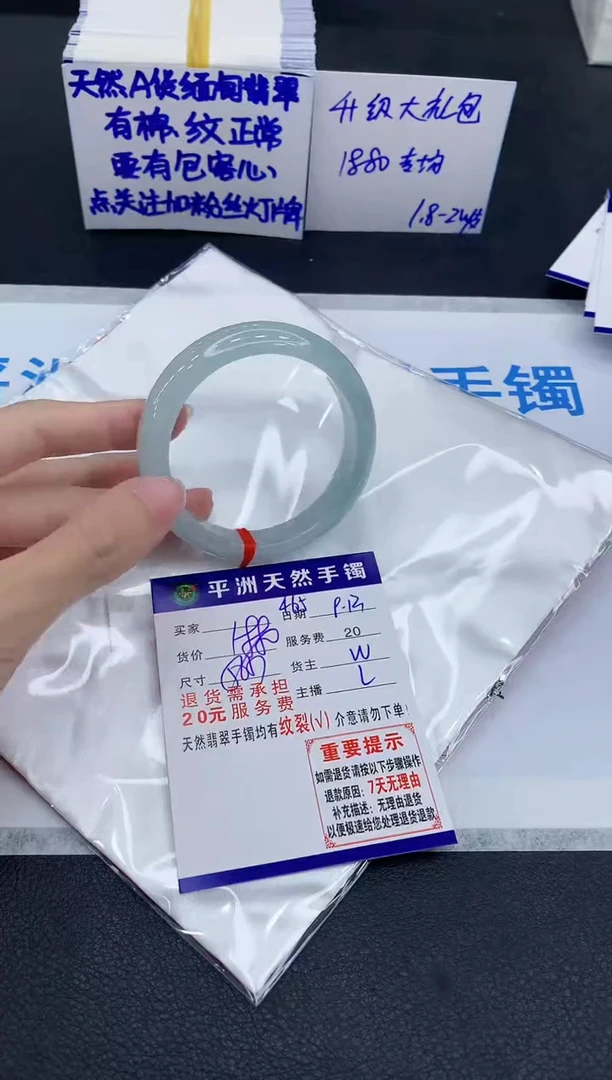 天然A货缅甸翡翠
有棉、纹正常
要有包容心
点关注加粉丝灯牌
升级大礼包
1880专场
平洲
手镯
平洲天然手镯
买家
465
日期
9.13
货价
服务费 20
尺寸
货主 W
退货需承担
20元服务费
主播 L
天然翡翠手镯均有纹裂(√)介意请勿下单!
重要提示
如需退货请按以下步骤操作
退款原因:7天无理由
补充描述:无理由退货
以便极速给您处理退货退款